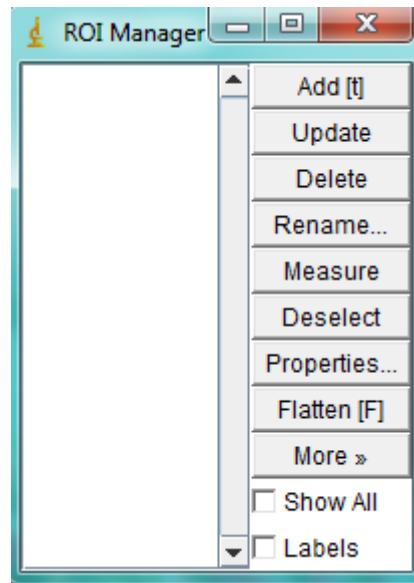 ROI Manager
Add [t]
Update
Delete
Rename...
Measure
Deselect
Properties...
Flatten [F]
More »
Show All
Labels